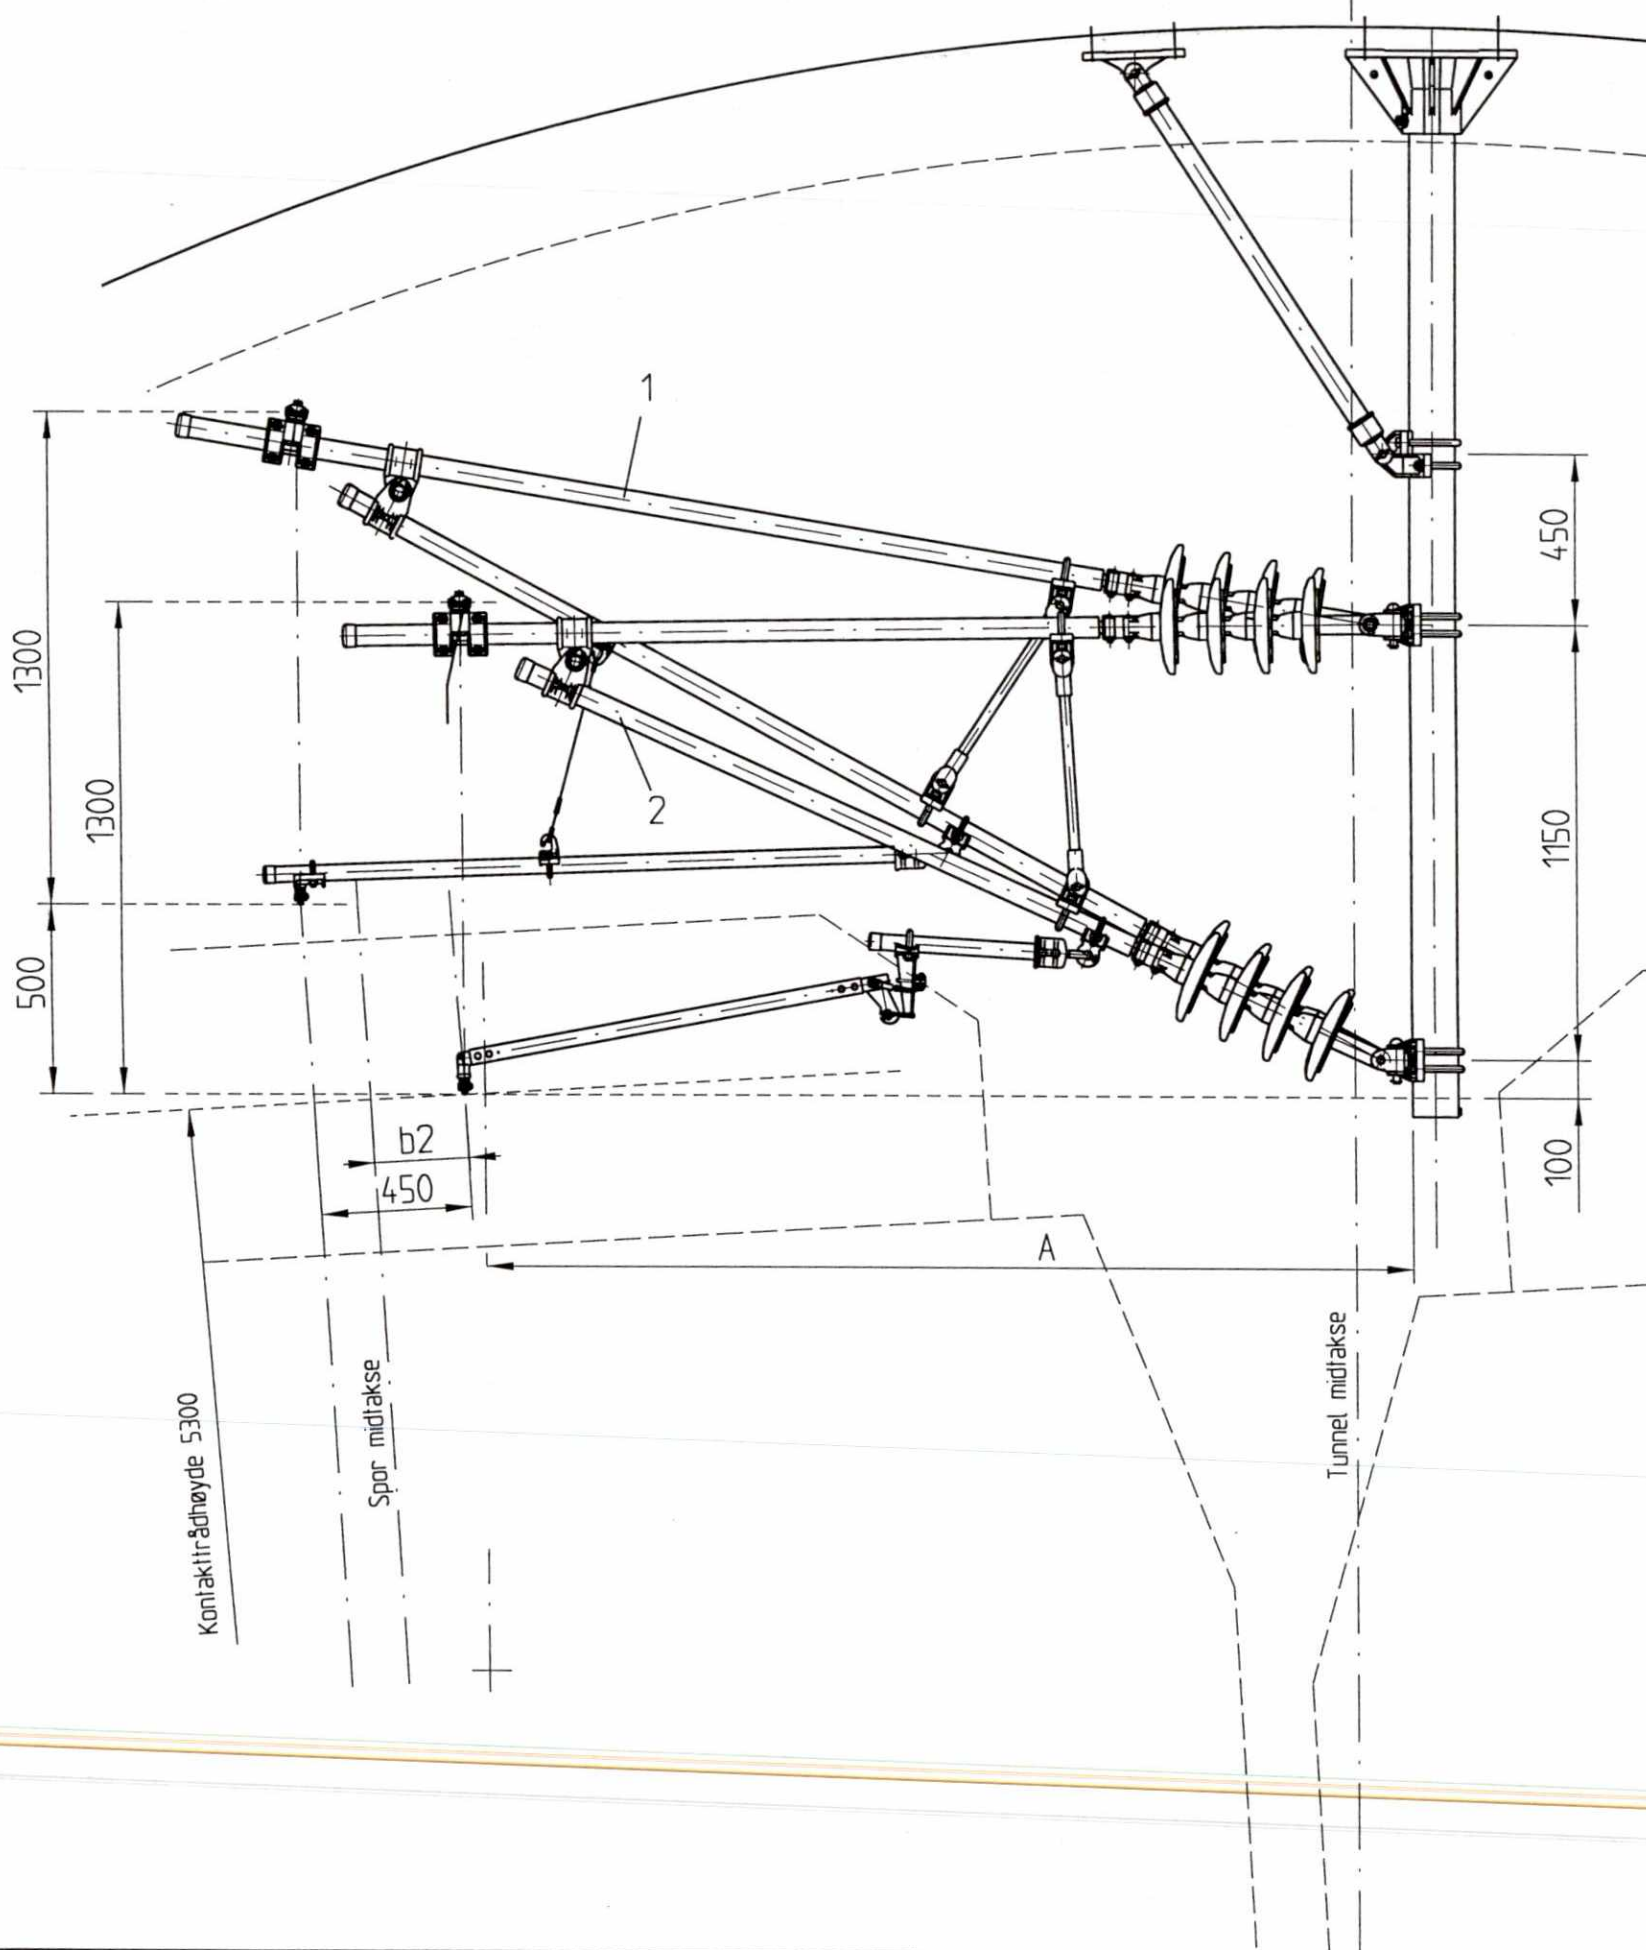 1
450
1300
1300
2
1150
500
b2
450
100
A
Kontakttrådhøyde 5300
Spor midtakse
Tunnel midtakse